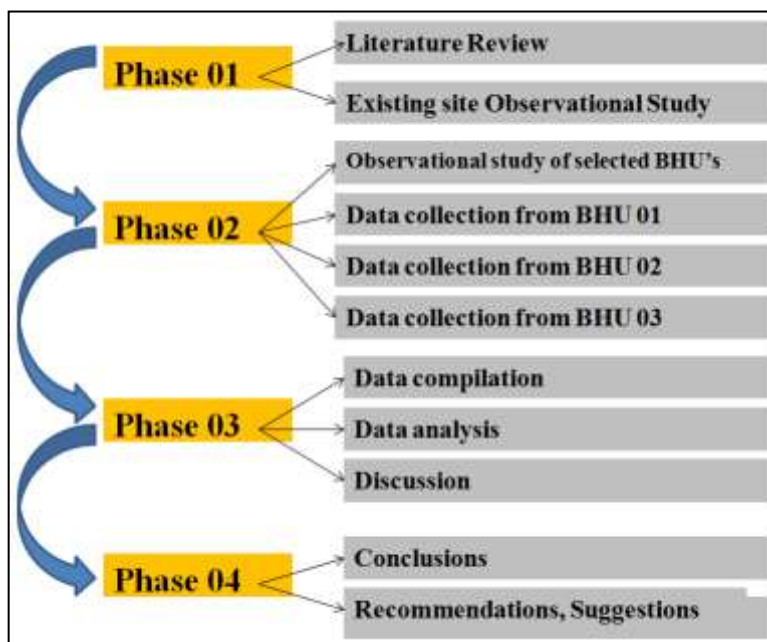 Phase 01
Literature Review
Existing site Observational Study
Phase 02
Observational study of selected BHU's
Data collection from BHU 01
Data collection from BHU 02
Data collection from BHU 03
Phase 03
Data compilation
Data analysis
Discussion
Phase 04
Conclusions
Recommendations, Suggestions